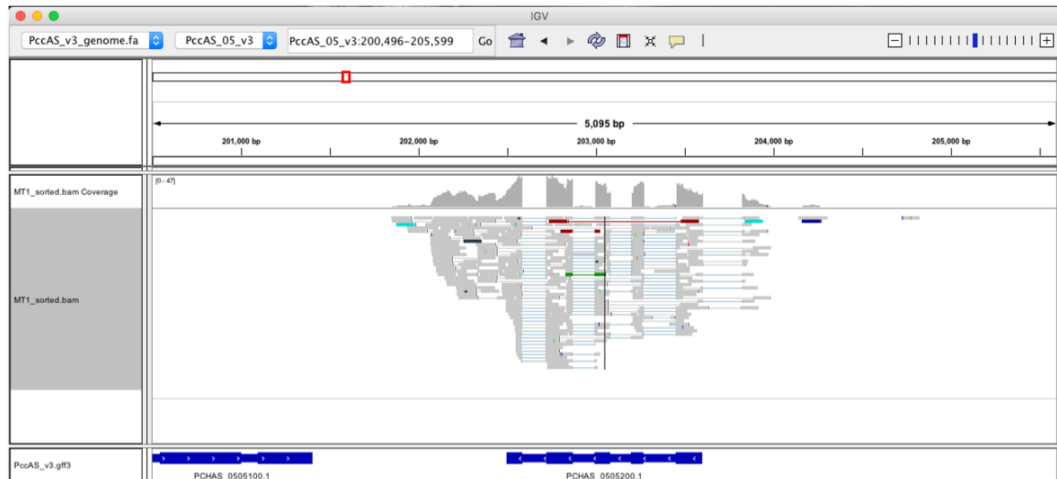 IGV
PccAS_v3_genome.fa PccAS_05_v3 PccAS_05_v3:200,496-205,599 Go
5,095 bp
201,000 bp 202,000 bp 203,000 bp 204,000 bp 205,000 bp
MT1_sorted.bam Coverage
[0 - 47]
MT1_sorted.bam
PccAS_v3.gff3
PCHAS_0505100.1 PCHAS_0505200.1